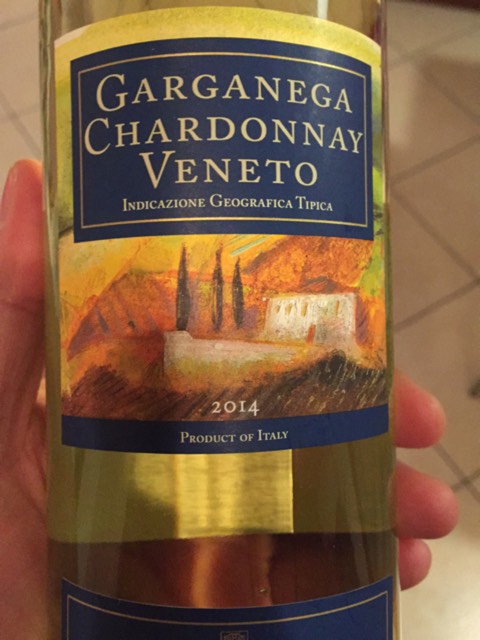 GARGANEGA
CHARDONNAY
VENETO
INDICAZIONE GEOGRAFICA TIPICA
2014
PRODUCT OF ITALY